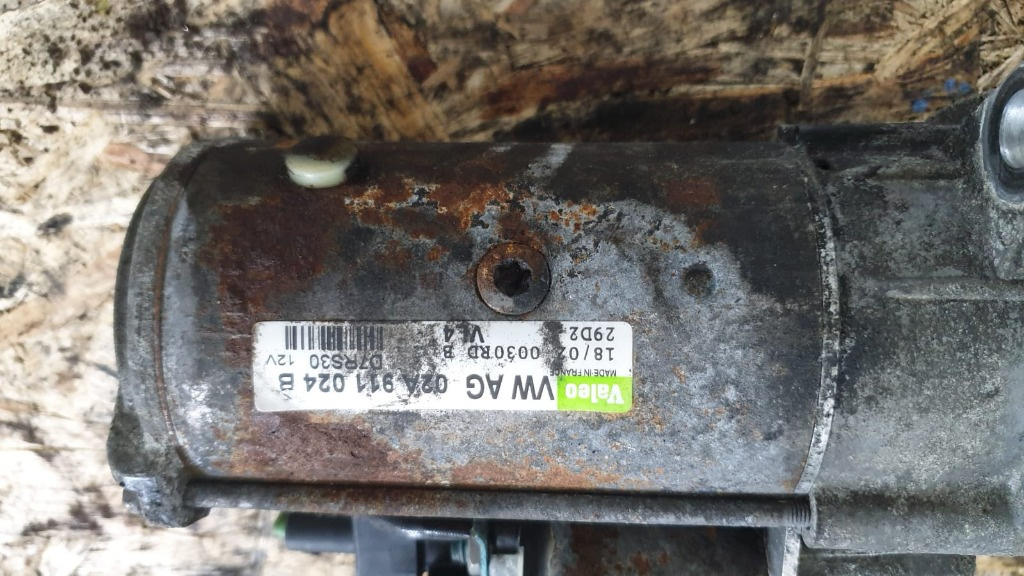 Valeo VW AG 02A 911 024 B
MADE IN FRANCE D7RS30 12V
18/02 0030RD B
29D2 VL4